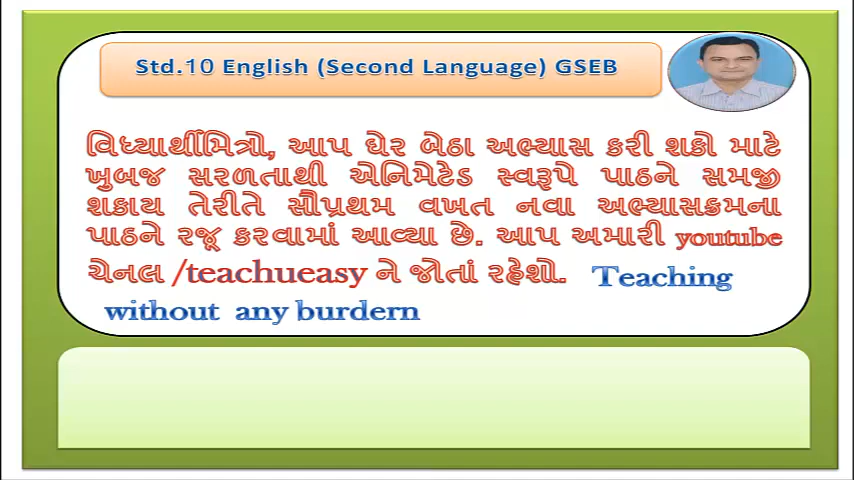 Std.10 English (Second Language) GSEB
વિધ્યાર્થીમિત્રો, આપ ઘેર બેઠા અભ્યાસ કરી શકો માટે
ખુબજ સરળતાથી એનિમેટેડ સ્વરૂપે પાઠને સમજી
શકાય તેરીતે સૌપ્રથમ વખત નવા અભ્યાસક્રમના
પાઠને રજૂ કરવામાં આવ્યા છે. આપ અમારી youtube
ચેનલ /teachueasy ને જોતાં રહેશો. Teaching
without any burdern